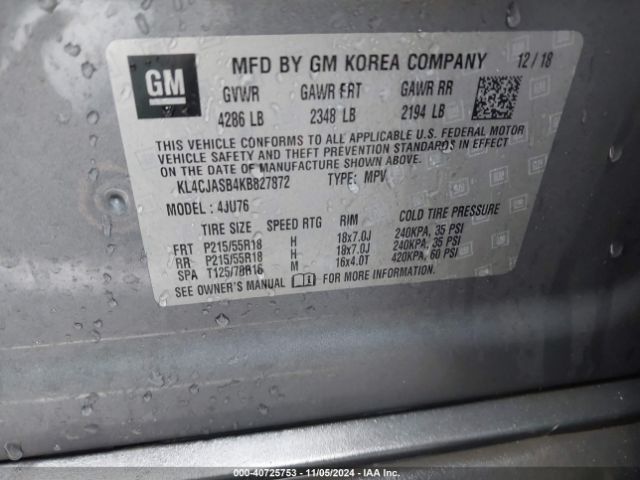 GM
MFD BY GM KOREA COMPANY 12/18
GVWR GAWR FRT GAWR RR
4286 LB 2348 LB 2194 LB
THIS VEHICLE CONFORMS TO ALL APPLICABLE U.S. FEDERAL MOTOR
VEHICLE SAFETY AND THEFT PREVENTION STANDARDS IN EFFECT
ON THE DATE OF MANUFACTURE SHOWN ABOVE.
KL4CJASB4KB827872 TYPE: MPV
MODEL: 4JU76
SPEED RTG RIM COLD TIRE PRESSURE
TIRE SIZE
FRT P215/55R18 H 18x7.0J 240KPA, 35 PSI
RR P215/55R18 H 18x7.0J 240KPA, 35 PSI
SPA T125/70R16 M 16x4.0T 420KPA, 60 PSI
SEE OWNER'S MANUAL FOR MORE INFORMATION.
000-40725753 - 11/05/2024 - IAA Inc.